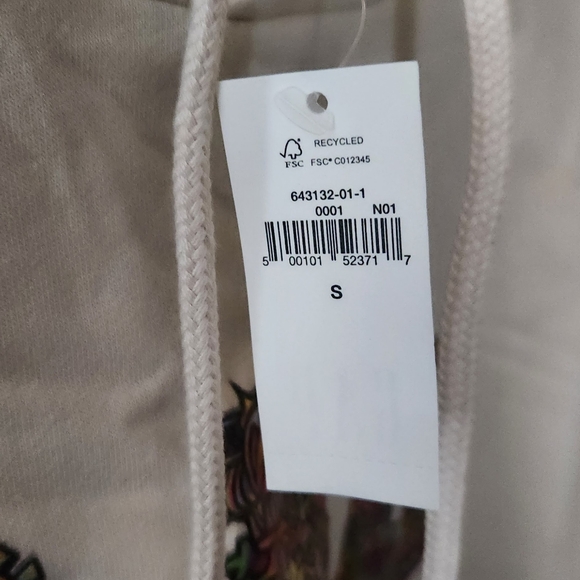 RECYCLED
FSC
FSC® C012345
643132-01-1
0001 N01
5 00101 52371 7
S